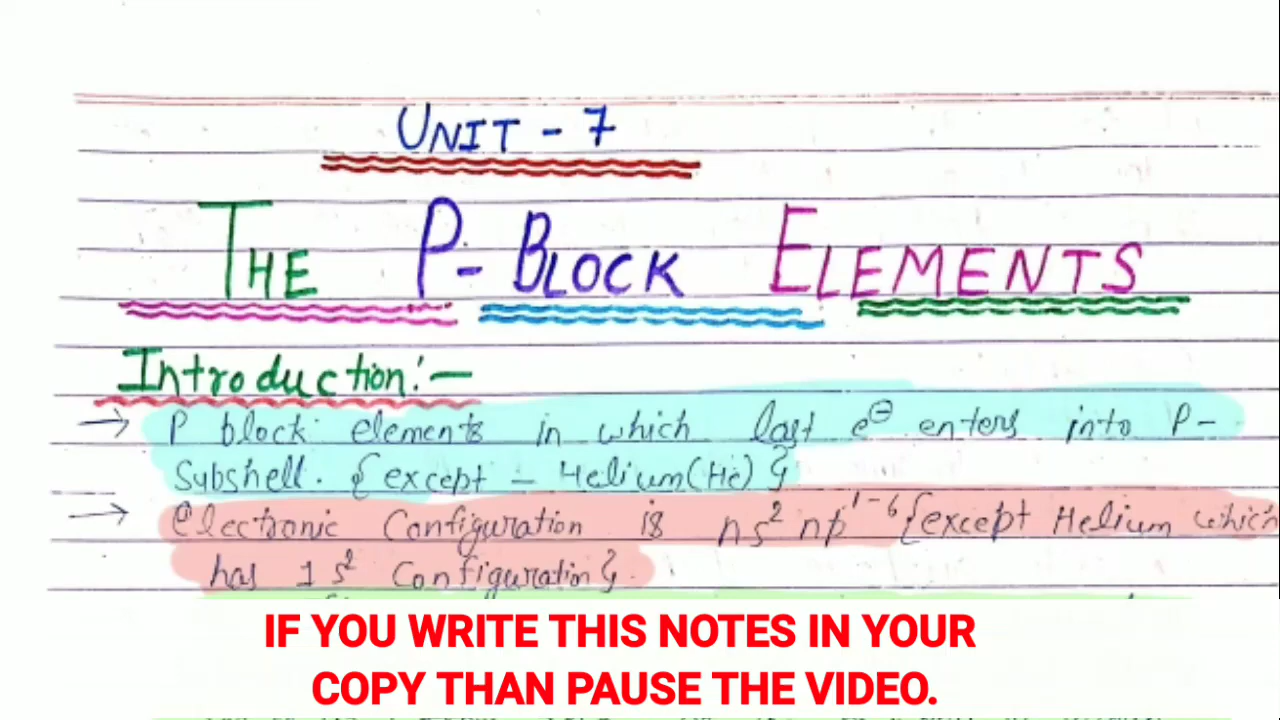 UNIT - 7
THE P-BLOCK ELEMENTS
Introduction:-
→ P block elements in which last e⊖ enters into P-
Subshell. {except - Helium(He)}
→ electronic Configuration is ns² np¹⁻⁶ {except Helium which
has 1s² Configuration}.
IF YOU WRITE THIS NOTES IN YOUR
COPY THAN PAUSE THE VIDEO.